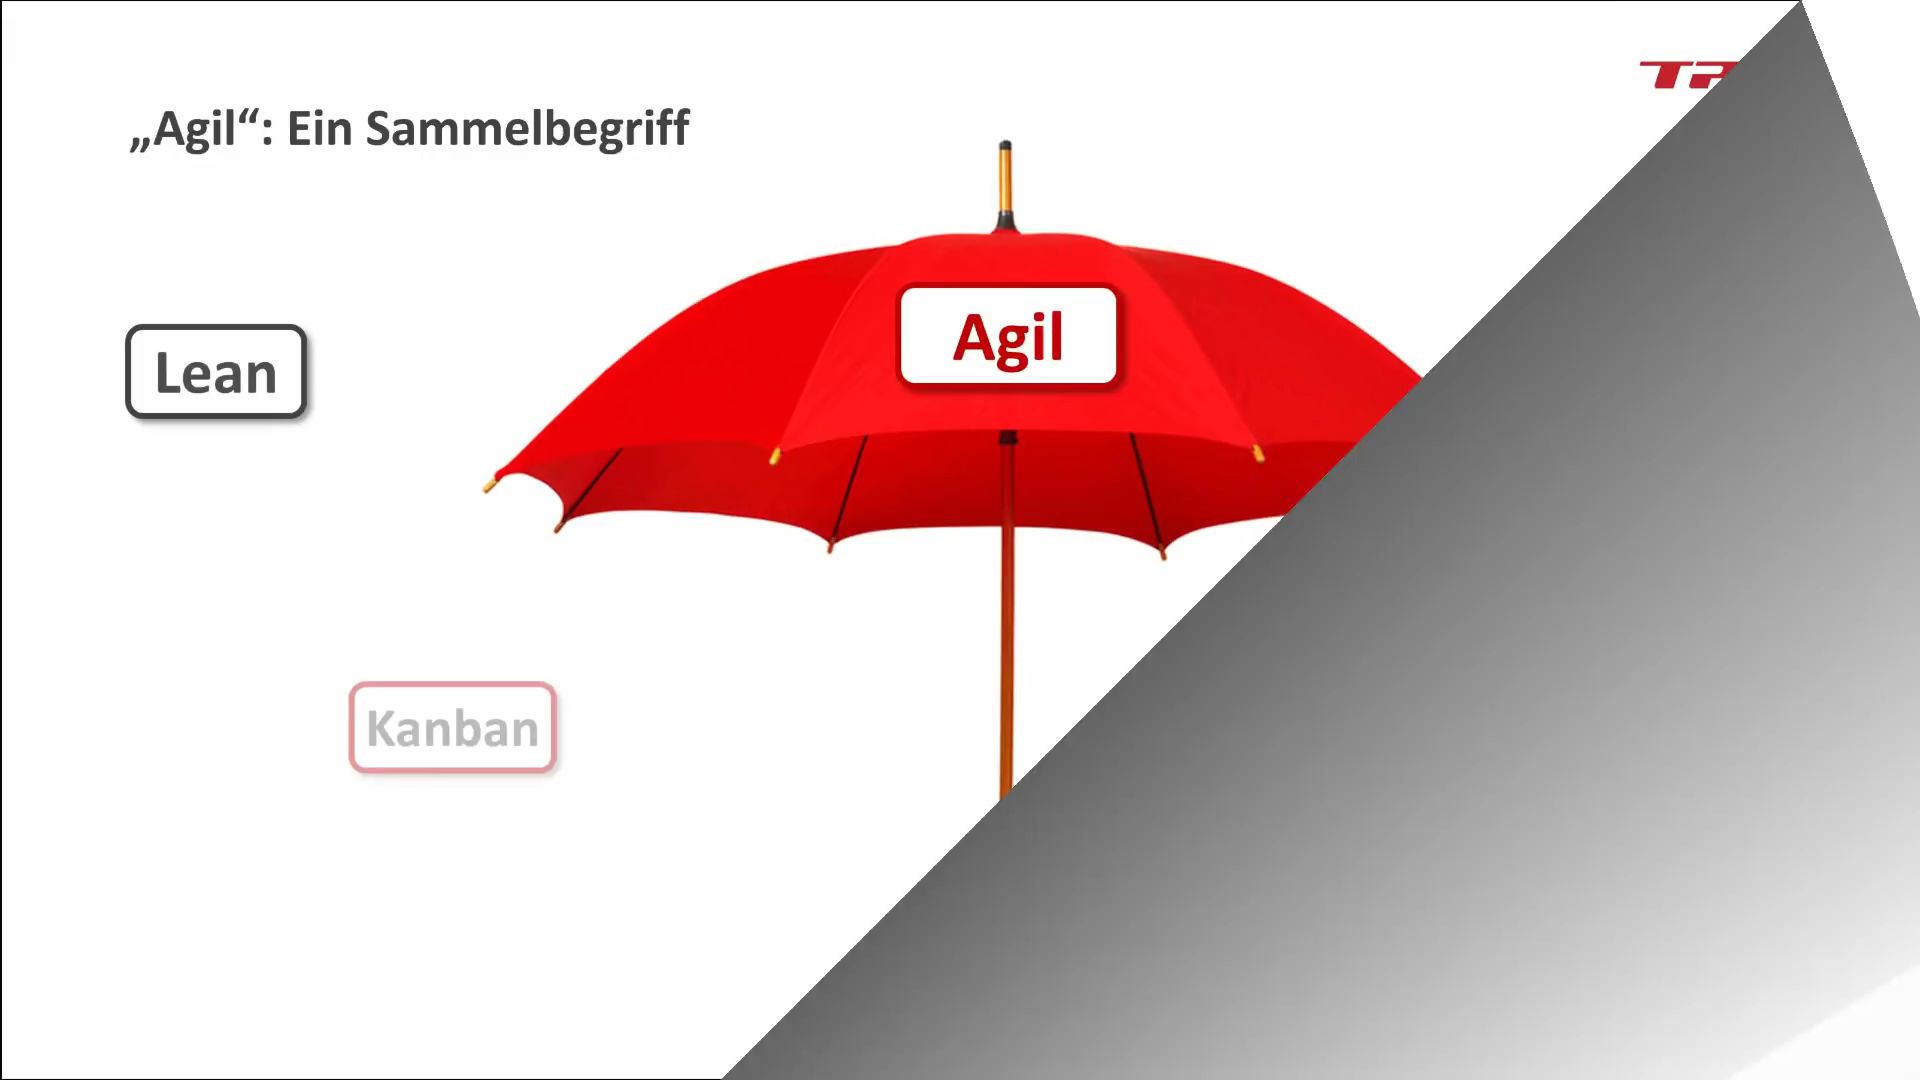 „Agil“: Ein Sammelbegriff
Agil
Lean
Kanban